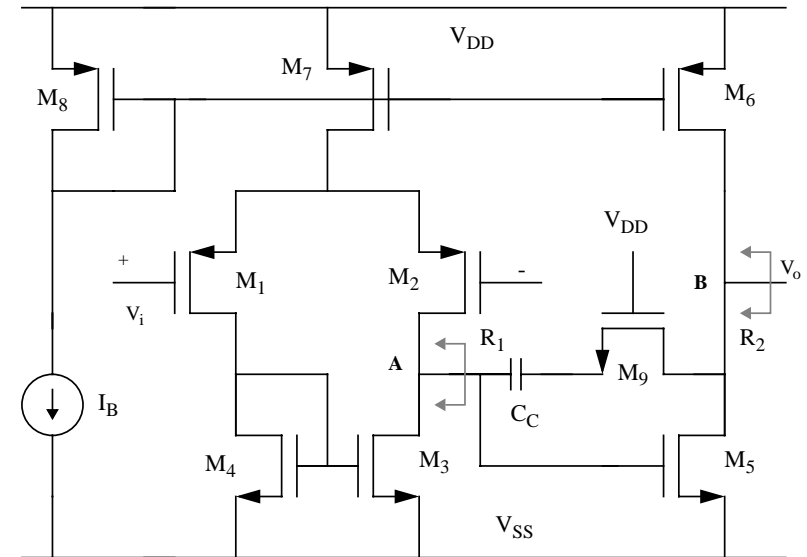 V_DD
M_8
M_7
M_6
V_DD
+
M_1
M_2
-
B
V_o
V_i
R_1
R_2
A
M_9
I_B
C_C
M_4
M_3
M_5
V_SS